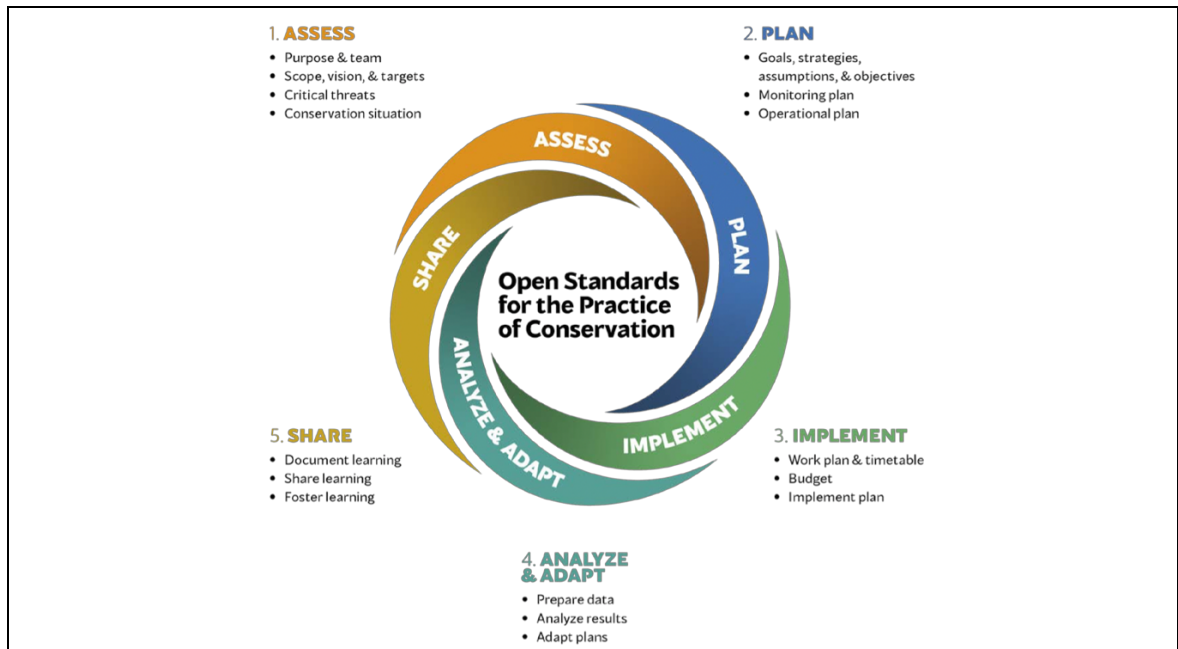 1. ASSESS
• Purpose & team
• Scope, vision, & targets
• Critical threats
• Conservation situation
2. PLAN
• Goals, strategies,
assumptions, & objectives
• Monitoring plan
• Operational plan
ASSESS
PLAN
SHARE
Open Standards
for the Practice
of Conservation
ANALYZE & ADAPT
IMPLEMENT
5. SHARE
• Document learning
• Share learning
• Foster learning
3. IMPLEMENT
• Work plan & timetable
• Budget
• Implement plan
4. ANALYZE
& ADAPT
• Prepare data
• Analyze results
• Adapt plans